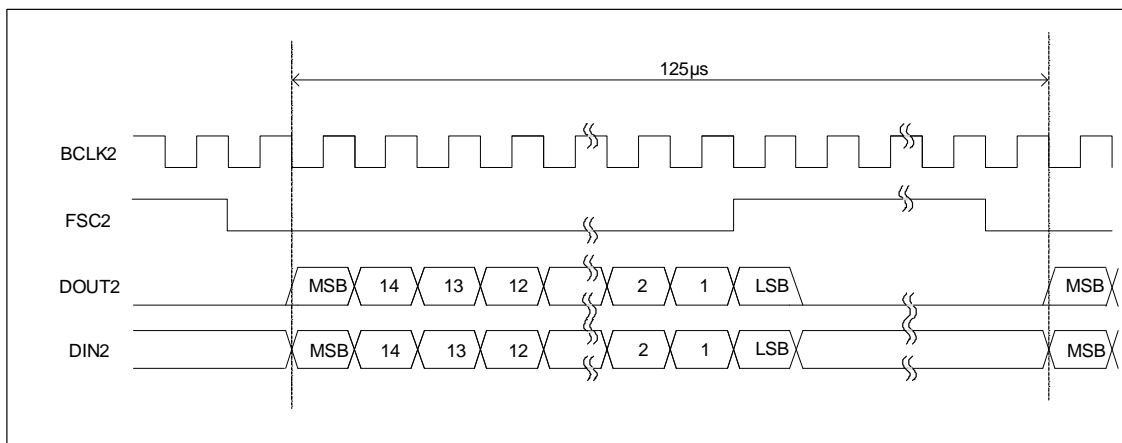 125µs
BCLK2
FSC2
DOUT2 MSB 14 13 12 2 1 LSB MSB
DIN2 MSB 14 13 12 2 1 LSB MSB